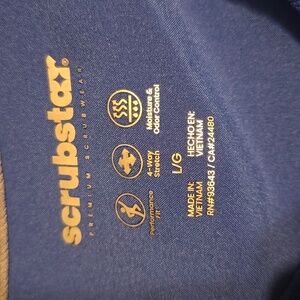 scrubstar®
PREMIUM SCRUBWEAR
Performance
Fit
4-Way
Stretch
Moisture &
Odor Control
L/G
MADE IN:
VIETNAM
HECHO EN:
VIETNAM
RN#93643 / CA#24480